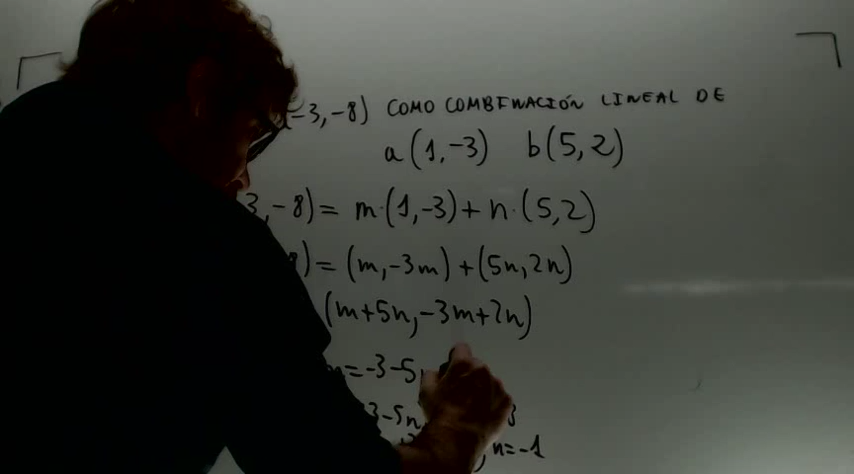 (-3,-8) COMO COMBINACIÓN LINEAL DE
a(1,-3) b(5,2)
3,-8)= m·(1,-3)+n·(5,2)
)=(m,-3m)+(5n,2n)
(m+5n,-3m+2n)
=-3-5
3-5n
, n=-1